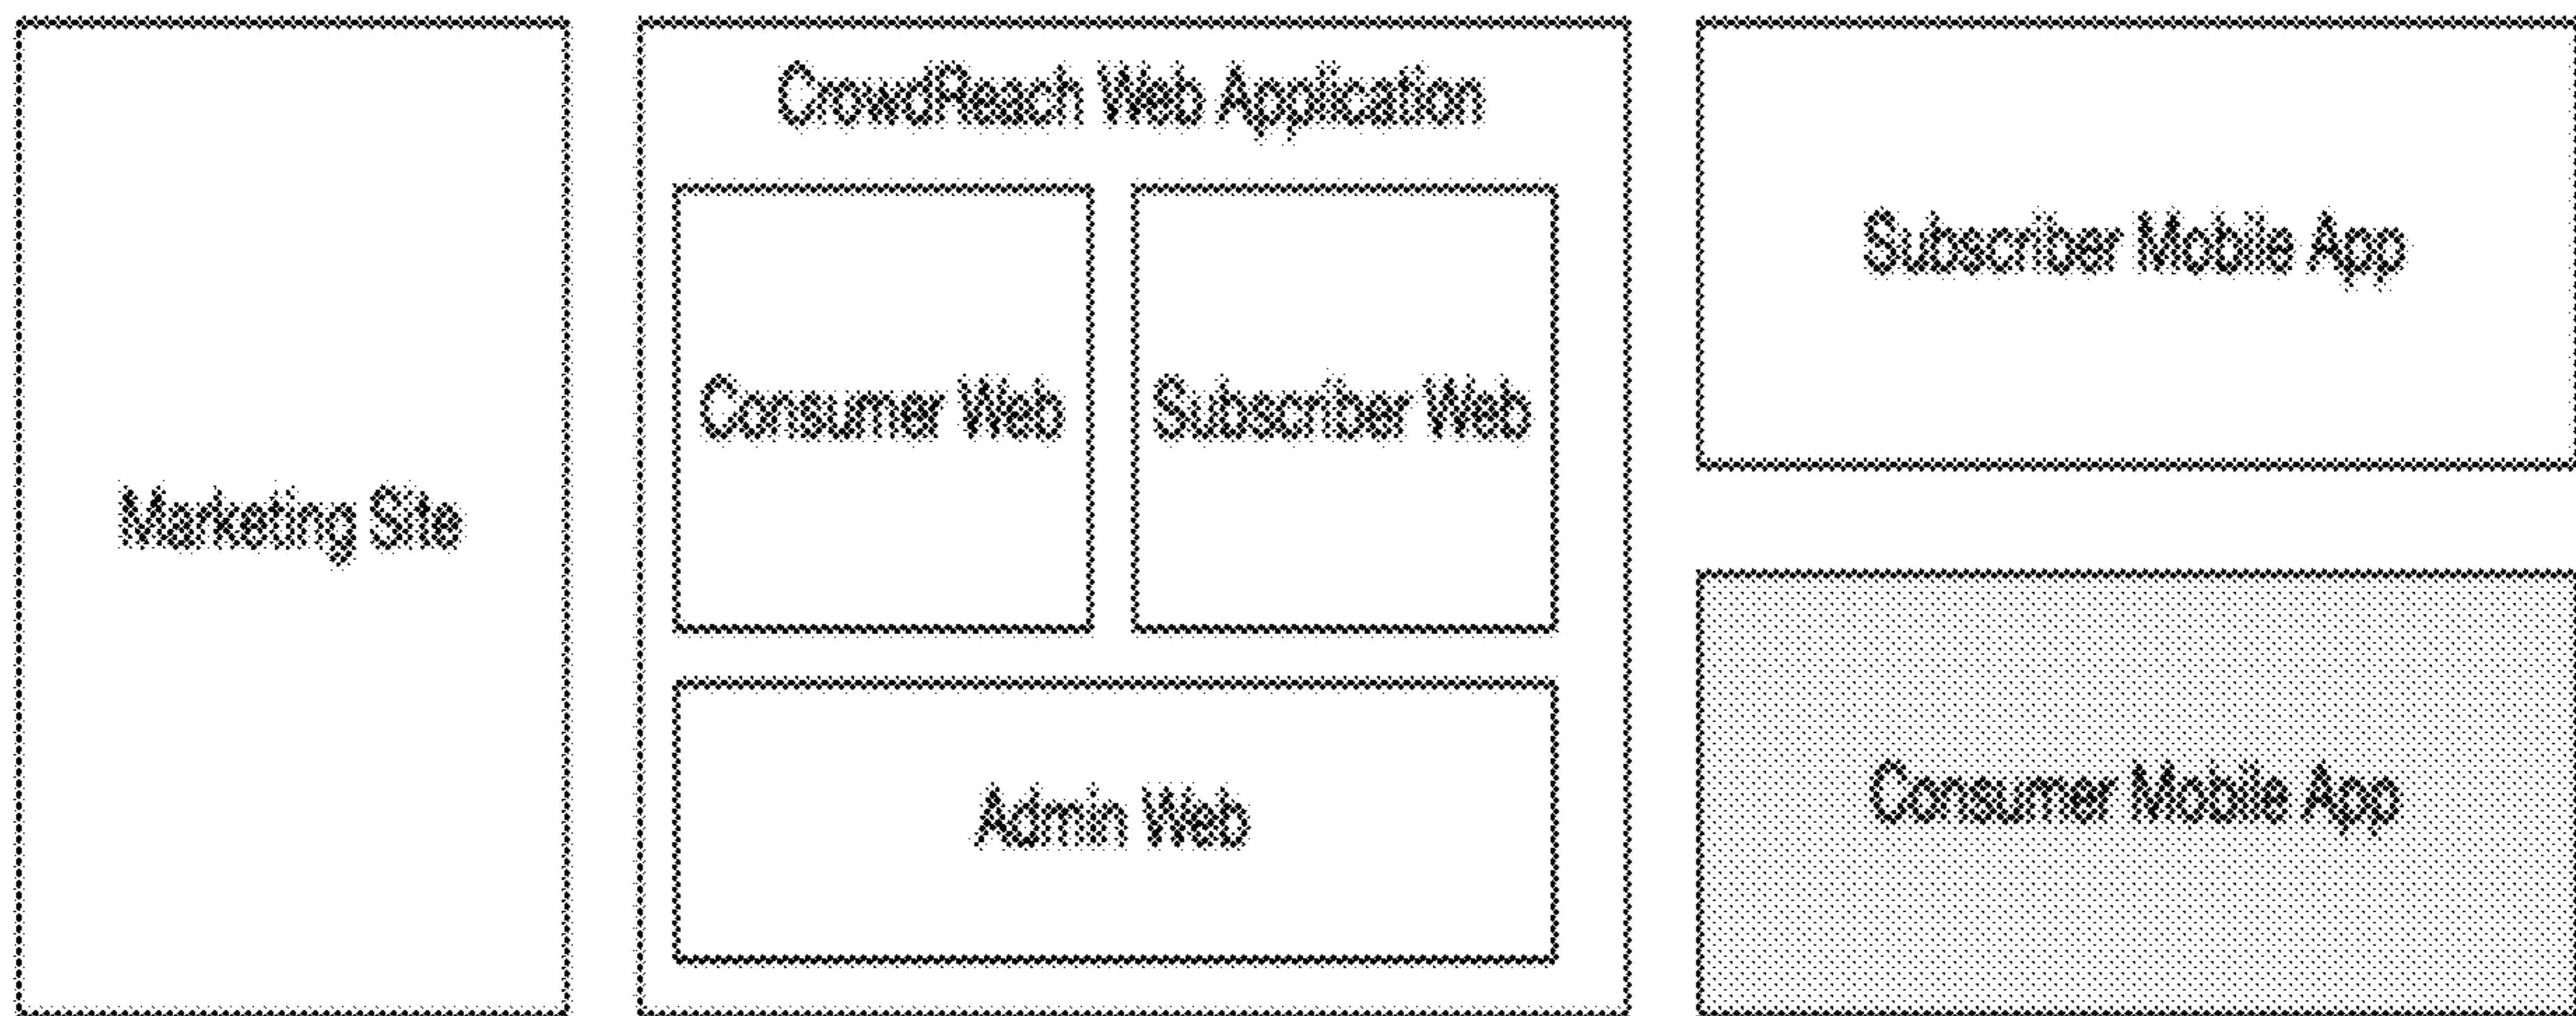 CrowdReach Web Application
Marketing Site
Consumer Web
Subscriber Web
Admin Web
Subscriber Mobile App
Consumer Mobile App